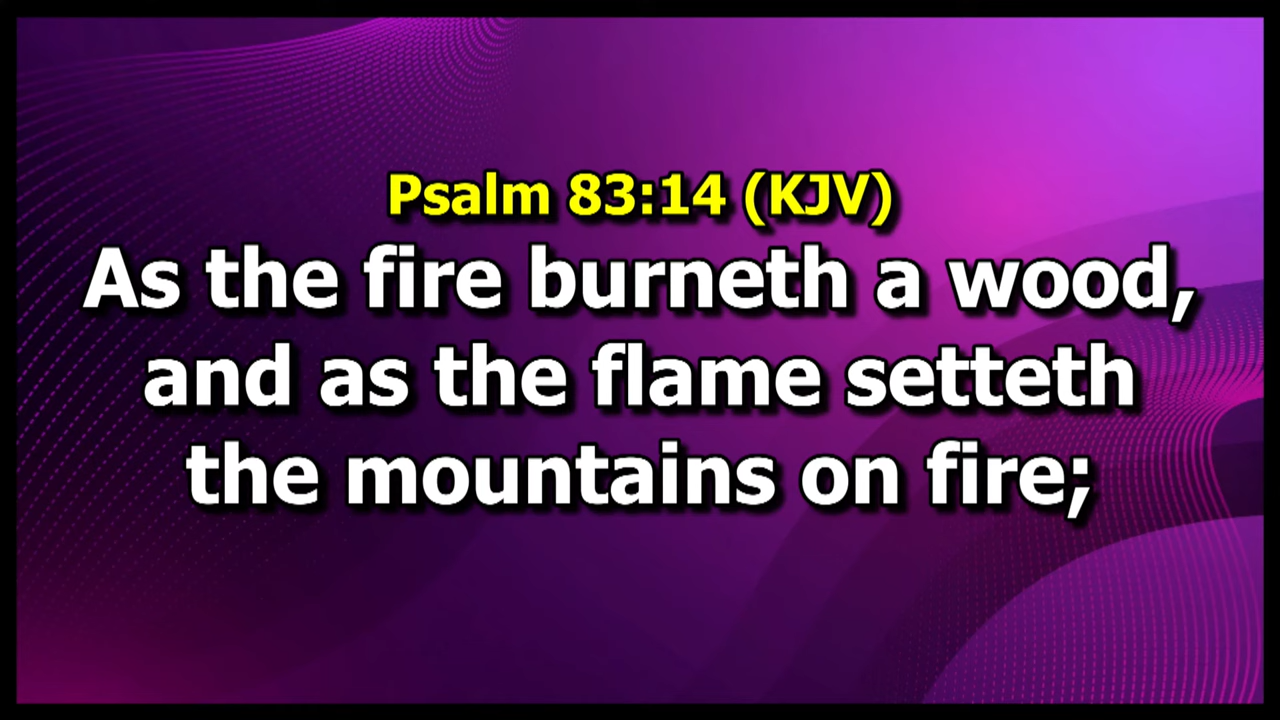 Psalm 83:14 (KJV)
As the fire burneth a wood,
and as the flame setteth
the mountains on fire;